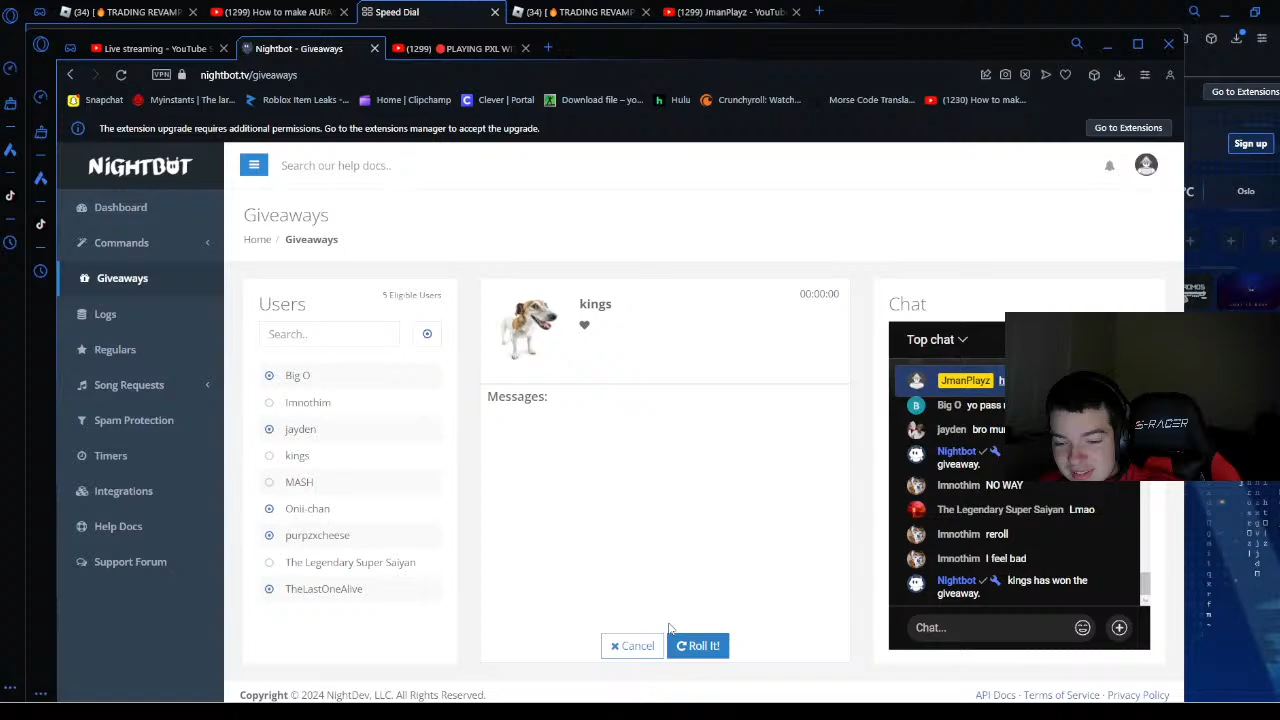 (34) [🔥 TRADING REVAMP
(1299) How to make AURA
Speed Dial
(34) [🔥 TRADING REVAMP
(1299) JmanPlayz - YouTube
Live streaming - YouTube S
Nightbot - Giveaways
(1299) 🔴PLAYING PXL WIT
VPN
nightbot.tv/giveaways
Snapchat
Myinstants | The lar...
Roblox Item Leaks -...
Home | Clipchamp
Clever | Portal
Download file – yo...
Hulu
Crunchyroll: Watch...
Morse Code Transla...
(1230) How to mak...
Go to Extensions
The extension upgrade requires additional permissions. Go to the extensions manager to accept the upgrade.
Go to Extensions
Sign up
PC
Oslo
NIGHTBOT
Search our help docs..
Dashboard
Commands
Giveaways
Logs
Regulars
Song Requests
Spam Protection
Timers
Integrations
Help Docs
Support Forum
Giveaways
Home / Giveaways
Users
5 Eligible Users
Search..
Big O
Imnothim
jayden
kings
MASH
Onii-chan
purpzxcheese
The Legendary Super Saiyan
TheLastOneAlive
kings
00:00:00
Messages:
Cancel
Roll It!
Chat
Top chat
JmanPlayz
Big O yo pass
jayden bro
Nightbot
giveaway.
Imnothim NO WAY
The Legendary Super Saiyan Lmao
Imnothim reroll
Imnothim I feel bad
Nightbot kings has won the
giveaway.
Chat...
S-RACER
Copyright © 2024 NightDev, LLC. All Rights Reserved.
API Docs · Terms of Service · Privacy Policy